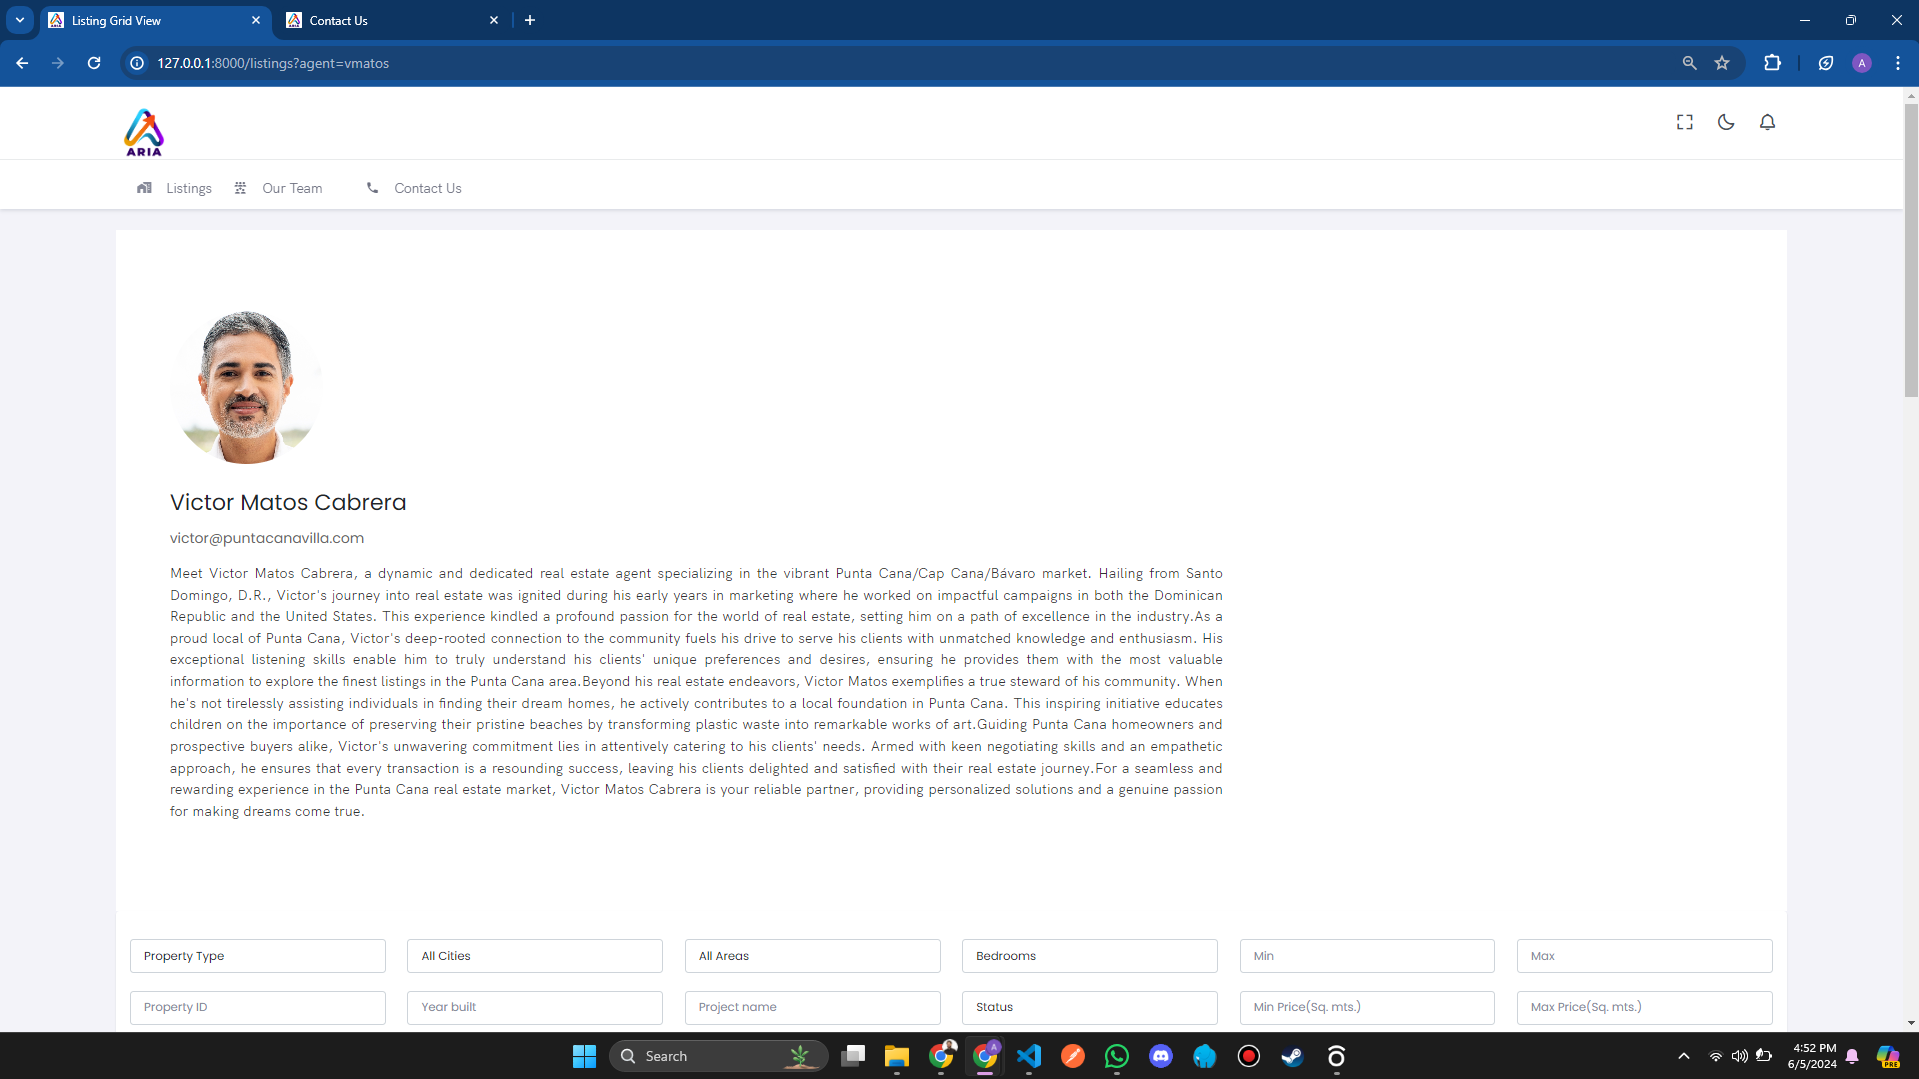 Listing Grid View
Contact Us
127.0.0.1:8000/listings?agent=vmatos
A
ARIA
Listings
Our Team
Contact Us
Victor Matos Cabrera
victor@puntacanavilla.com
Meet Victor Matos Cabrera, a dynamic and dedicated real estate agent specializing in the vibrant Punta Cana/Cap Cana/Bávaro market. Hailing from Santo
Domingo, D.R., Victor's journey into real estate was ignited during his early years in marketing where he worked on impactful campaigns in both the Dominican
Republic and the United States. This experience kindled a profound passion for the world of real estate, setting him on a path of excellence in the industry.As a
proud local of Punta Cana, Victor's deep-rooted connection to the community fuels his drive to serve his clients with unmatched knowledge and enthusiasm. His
exceptional listening skills enable him to truly understand his clients' unique preferences and desires, ensuring he provides them with the most valuable
information to explore the finest listings in the Punta Cana area.Beyond his real estate endeavors, Victor Matos exemplifies a true steward of his community. When
he's not tirelessly assisting individuals in finding their dream homes, he actively contributes to a local foundation in Punta Cana. This inspiring initiative educates
children on the importance of preserving their pristine beaches by transforming plastic waste into remarkable works of art.Guiding Punta Cana homeowners and
prospective buyers alike, Victor's unwavering commitment lies in attentively catering to his clients' needs. Armed with keen negotiating skills and an empathetic
approach, he ensures that every transaction is a resounding success, leaving his clients delighted and satisfied with their real estate journey.For a seamless and
rewarding experience in the Punta Cana real estate market, Victor Matos Cabrera is your reliable partner, providing personalized solutions and a genuine passion
for making dreams come true.
Property Type
All Cities
All Areas
Bedrooms
Min
Max
Property ID
Year built
Project name
Status
Min Price(Sq. mts.)
Max Price(Sq. mts.)
Search
A
4:52 PM
6/5/2024
PRE